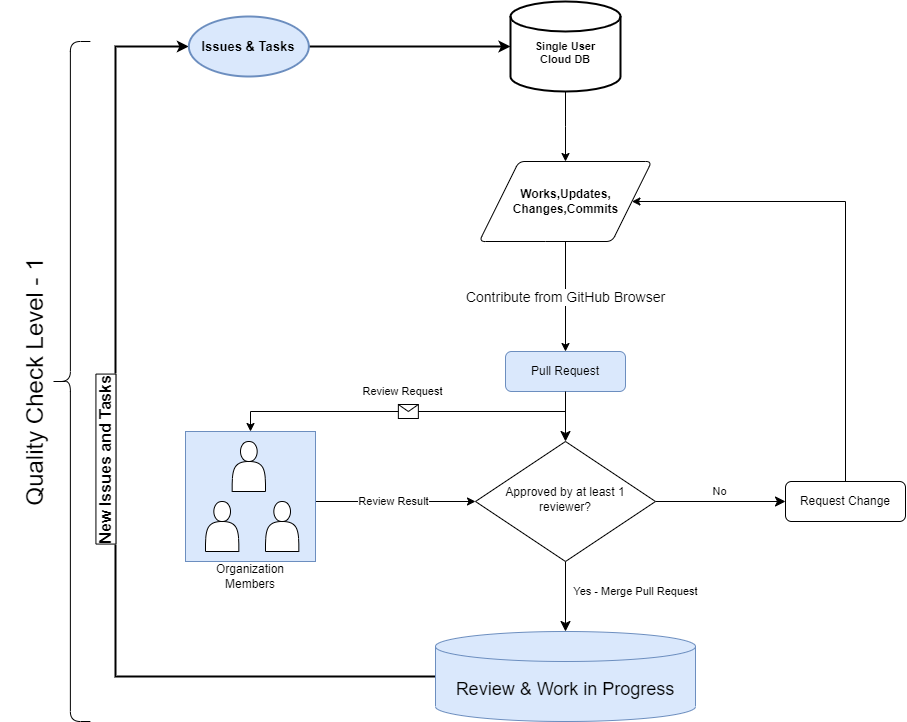 Issues & Tasks
Single User
Cloud DB
Works,Updates,
Changes,Commits
Contribute from GitHub Browser
Pull Request
Review Request
Quality Check Level - 1
New Issues and Tasks
Approved by at least 1
reviewer?
Review Result
No
Request Change
Organization
Members
Yes - Merge Pull Request
Review & Work in Progress